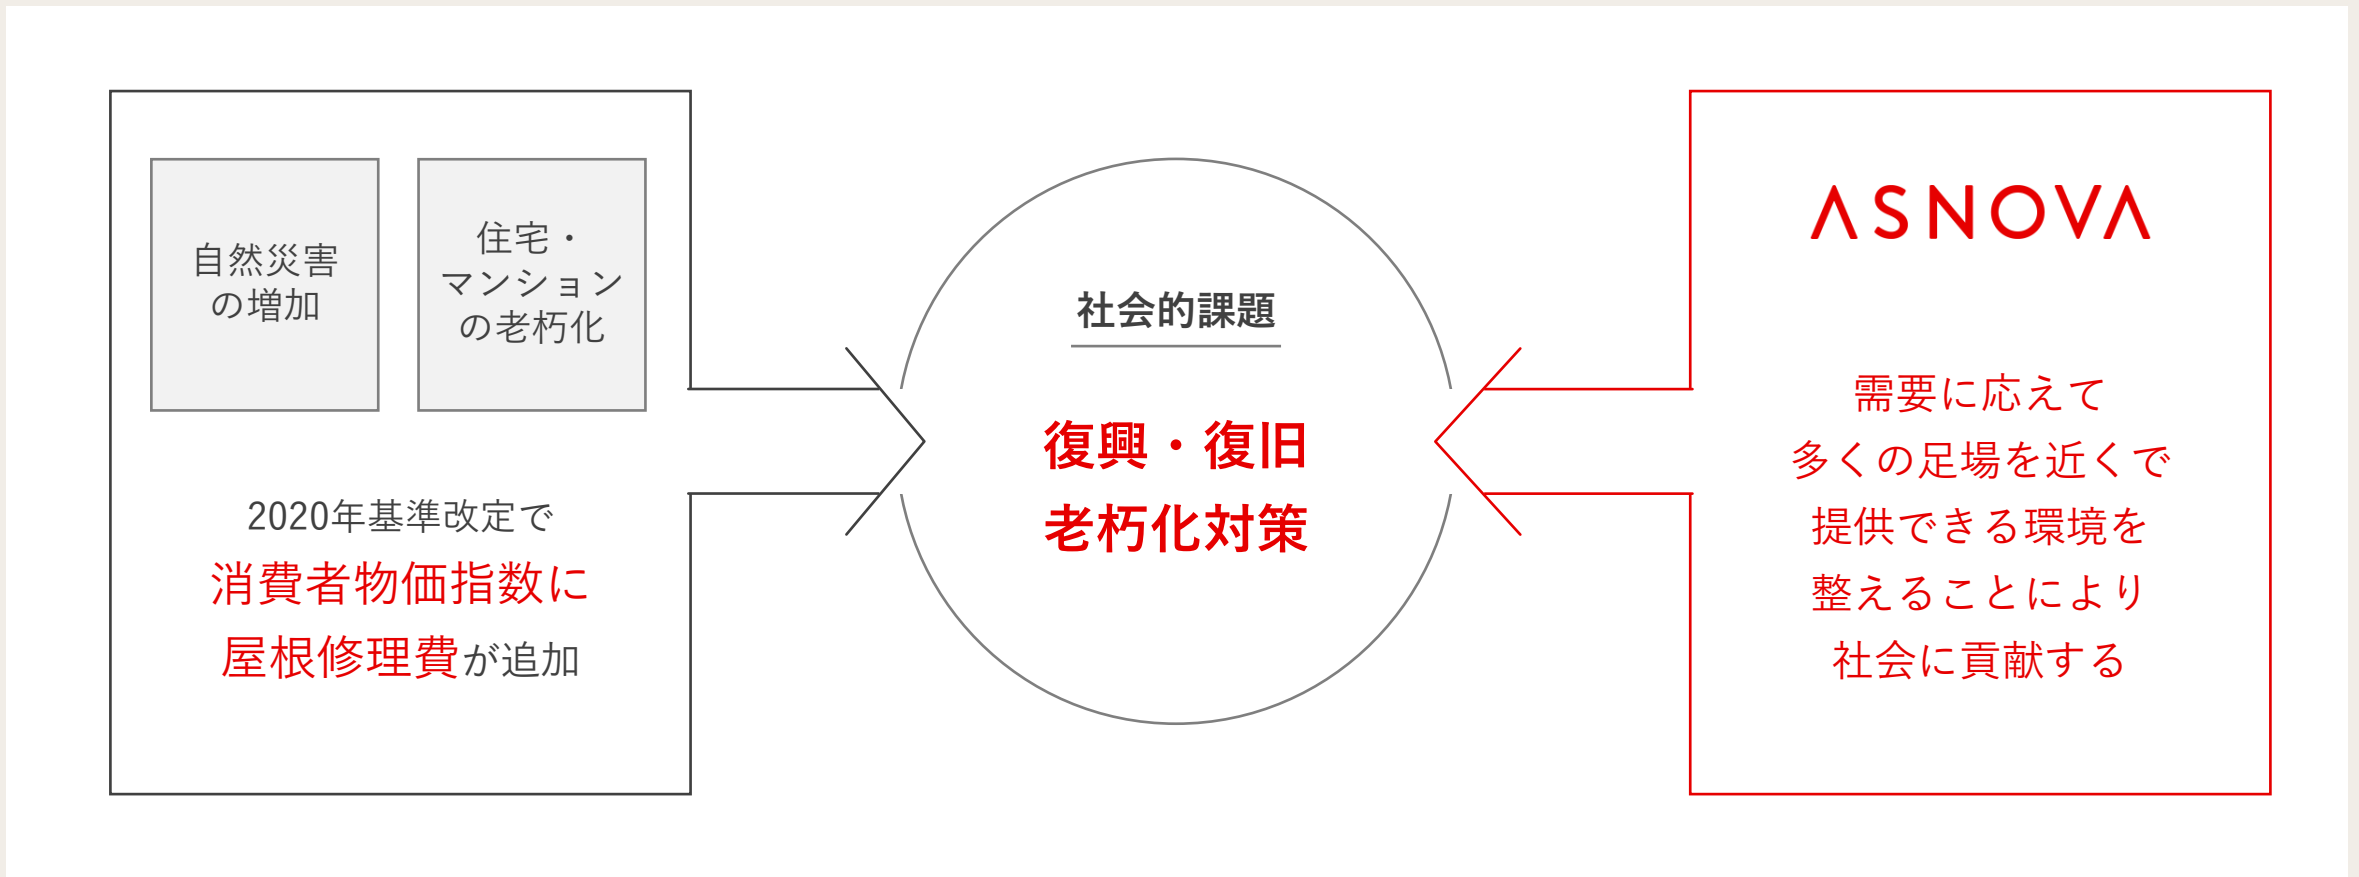 自然災害
の増加
住宅・
マンション
の老朽化
2020年基準改定で
消費者物価指数に
屋根修理費が追加
社会的課題
復興・復旧
老朽化対策
ASNOVA
需要に応えて
多くの足場を近くで
提供できる環境を
整えることにより
社会に貢献する